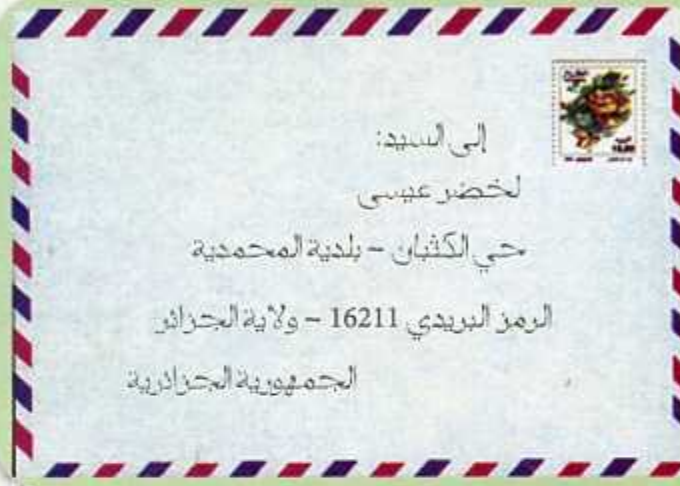 إلى السيد:
لخضر عيسى
حي الكثبان – بلدية المحمدية
الرمز البريدي 16211 – ولاية الجزائر
الجمهورية الجزائرية